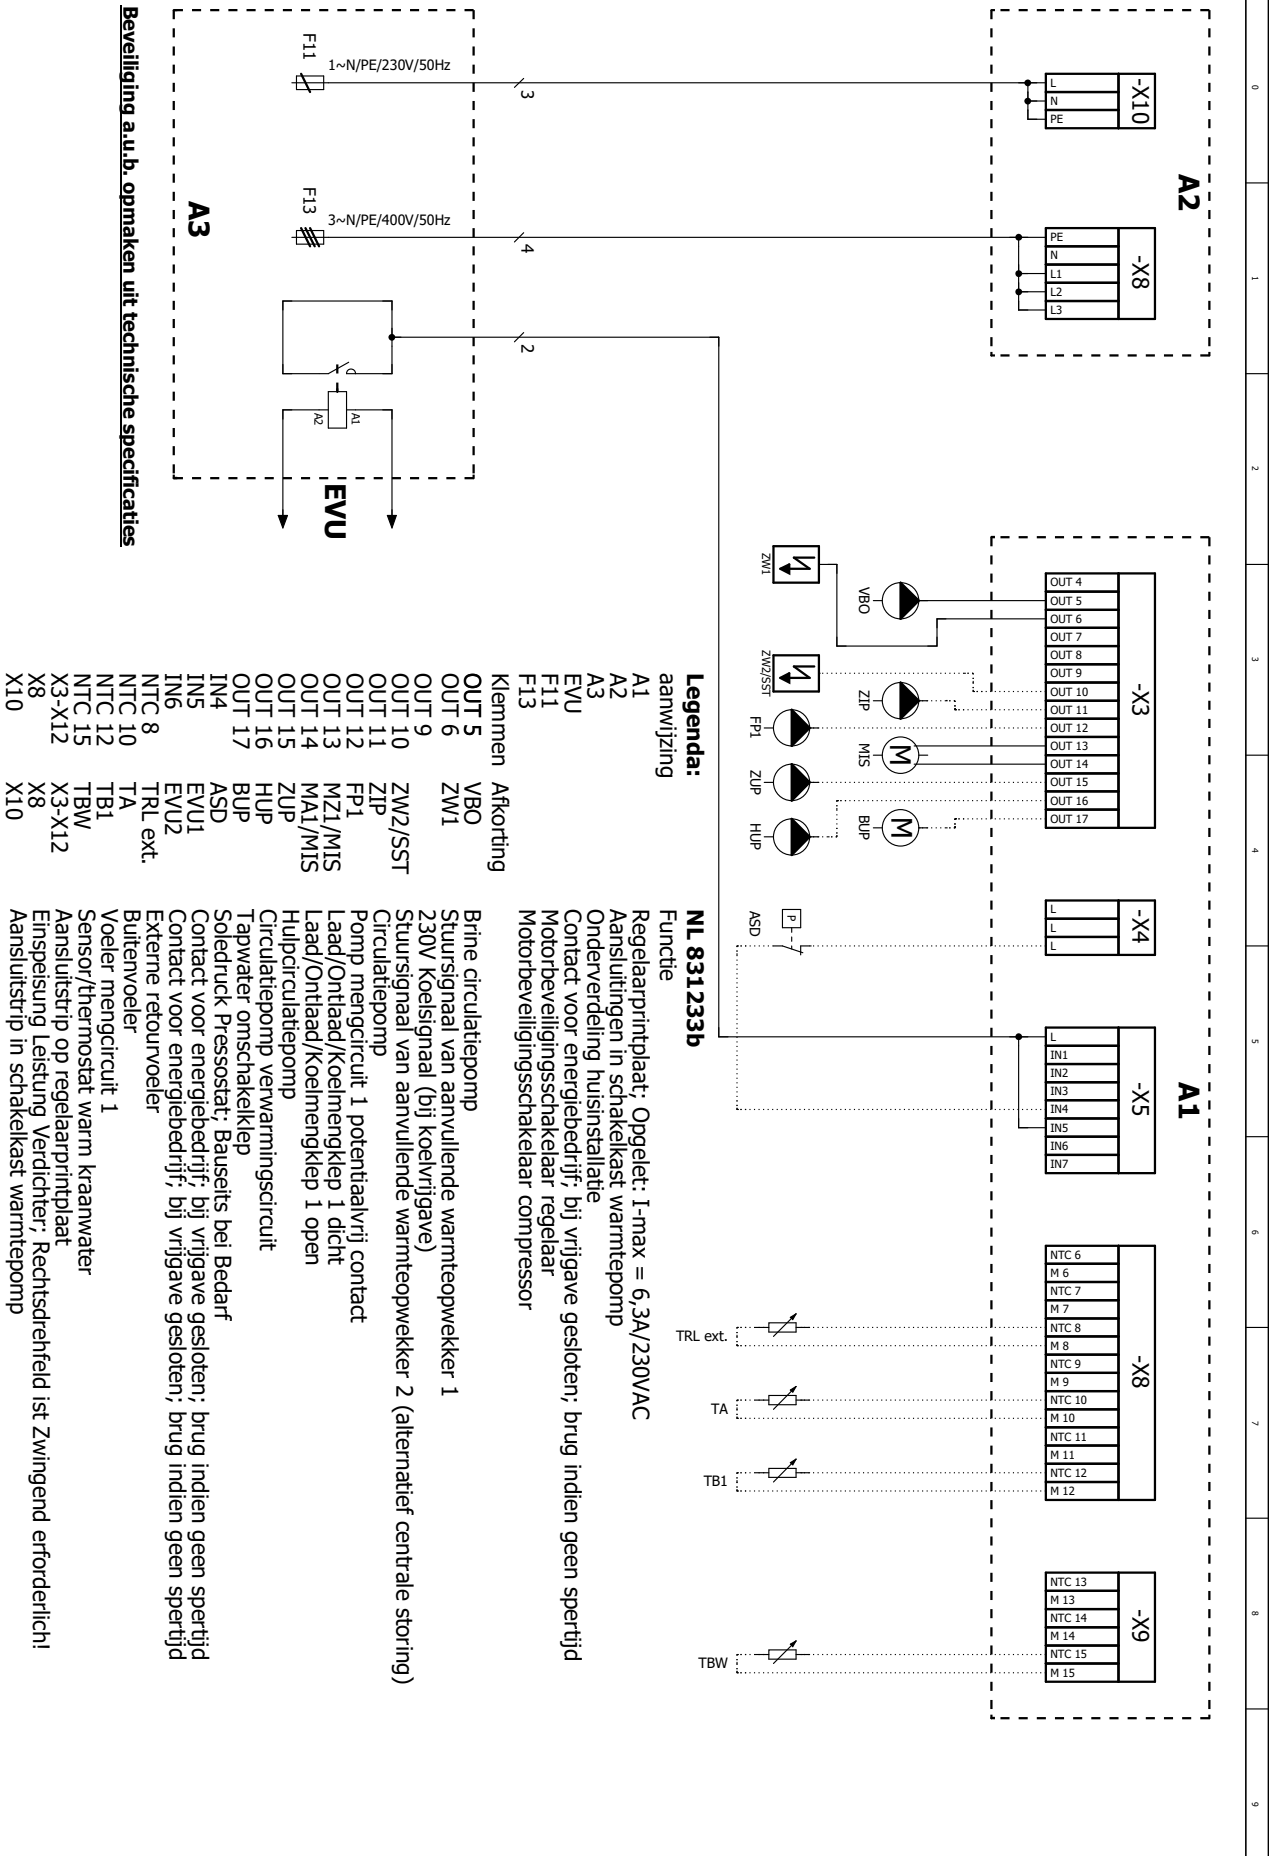 0 1 2 3 4 5 6 7 8 9
A2
A1
-X10
L
N
PE
-X8
PE
N
L1
L2
L3
-X3
OUT 4
OUT 5
OUT 6
OUT 7
OUT 8
OUT 9
OUT 10
OUT 11
OUT 12
OUT 13
OUT 14
OUT 15
OUT 16
OUT 17
-X4
L
L
L
-X5
L
IN1
IN2
IN3
IN4
IN5
IN6
IN7
-X8
NTC 6
M 6
NTC 7
M 7
NTC 8
M 8
NTC 9
M 9
NTC 10
M 10
NTC 11
M 11
NTC 12
M 12
-X9
NTC 13
M 13
NTC 14
M 14
NTC 15
M 15
VBO
ZIP
M
MIS
M
BUP
ZW1
ZW2/SST
FP1
ZUP
HUP
P
ASD
TRL ext.
TA
TB1
TBW
3
4
2
1~N/PE/230V/50Hz
F11
3~N/PE/400V/50Hz
F13
A1
A2
EVU
A3
Beveiliging a.u.b. opmaken uit technische specificaties
Legenda: NL 831233b
aanwijzing Functie
A1 Regelaarprintplaat; Opgelet: I-max = 6,3A/230VAC
A2 Aansluitingen in schakelkast warmtepomp
A3 Onderverdeling huisinstallatie
EVU Contact voor energiebedrijf; bij vrijgave gesloten; brug indien geen spertijd
F11 Motorbeveiligingsschakelaar regelaar
F13 Motorbeveiligingsschakelaar compressor
Klemmen Afkorting
OUT 5 VBO Brine circulatiepomp
OUT 6 ZW1 Stuursignaal van aanvullende warmteopwekker 1
OUT 9 230V Koelsignaal (bij koelvrijgave)
OUT 10 ZW2/SST Stuursignaal van aanvullende warmteopwekker 2 (alternatief centrale storing)
OUT 11 ZIP Circulatiepomp
OUT 12 FP1 Pomp mengcircuit 1 potentiaalvrij contact
OUT 13 MZ1/MIS Laad/Ontlaad/Koelmengklep 1 dicht
OUT 14 MA1/MIS Laad/Ontlaad/Koelmengklep 1 open
OUT 15 ZUP Hulpcirculatiepomp
OUT 16 HUP Circulatiepomp verwarmingscircuit
OUT 17 BUP Tapwater omschakelklep
IN4 ASD Soledruck Pressostat; Bauseits bei Bedarf
IN5 EVU1 Contact voor energiebedrijf; bij vrijgave gesloten; brug indien geen spertijd
IN6 EVU2 Contact voor energiebedrijf; bij vrijgave gesloten; brug indien geen spertijd
NTC 8 TRL ext. Externe retourvoeler
NTC 10 TA Buitenvoeler
NTC 12 TB1 Voeler mengcircuit 1
NTC 15 TBW Sensor/thermostat warm kraanwater
X3-X12 X3-X12 Aansluitstrip op regelaarprintplaat
X8 X8 Einspeisung Leistung Verdichter; Rechtsdrehfeld ist Zwingend erforderlich!
X10 X10 Aansluitstrip in schakelkast warmtepomp